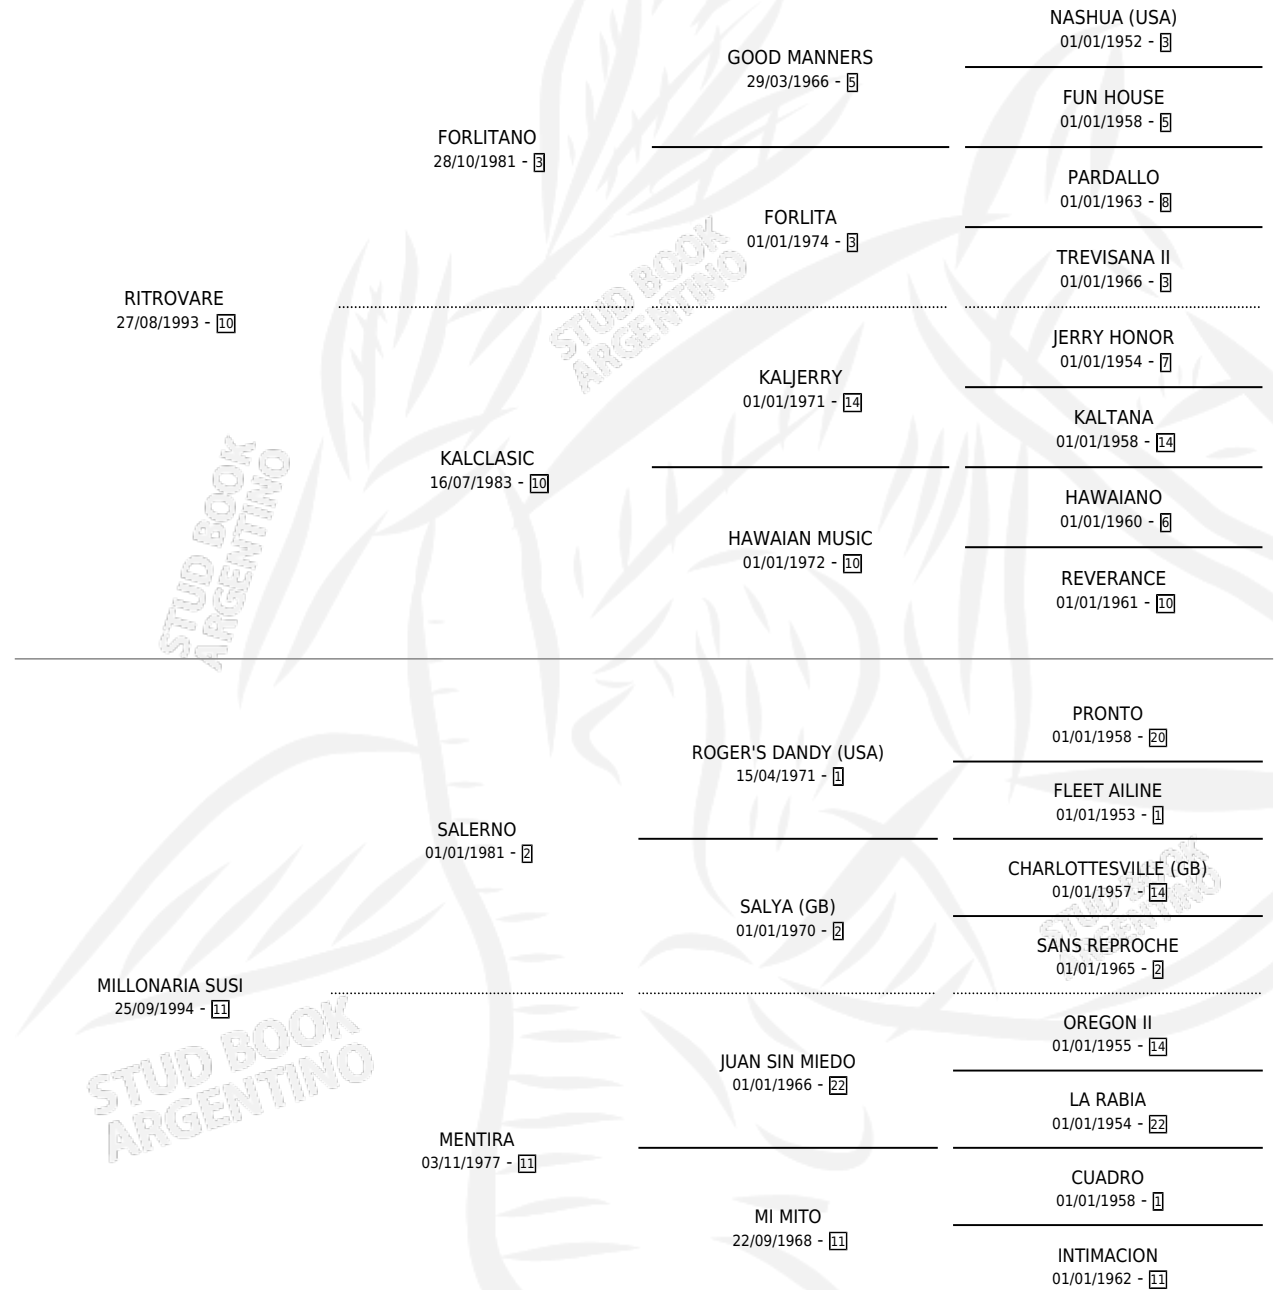 NASHUA (USA)
01/01/1952 - 3
GOOD MANNERS
29/03/1966 - 5
FUN HOUSE
01/01/1958 - 5
FORLITANO
28/10/1981 - 3
PARDALLO
01/01/1963 - 8
FORLITA
01/01/1974 - 3
TREVISANA II
01/01/1966 - 3
RITROVARE
27/08/1993 - 10
STUD BOOK
ARGENTINO
JERRY HONOR
01/01/1954 - 7
KALJERRY
01/01/1971 - 14
KALTANA
01/01/1958 - 14
KALCLASIC
16/07/1983 - 10
HAWAIANO
01/01/1960 - 6
HAWAIAN MUSIC
01/01/1972 - 10
REVERANCE
01/01/1961 - 10
STUD BOOK
ARGENTINO
PRONTO
01/01/1958 - 20
ROGER'S DANDY (USA)
15/04/1971 - 1
FLEET AILINE
01/01/1953 - 1
SALERNO
01/01/1981 - 2
CHARLOTTESVILLE (GB)
01/01/1957 - 14
SALYA (GB)
01/01/1970 - 2
STUD BOOK
ARGENTINO
SANS REPROCHE
01/01/1965 - 2
MILLONARIA SUSI
25/09/1994 - 11
OREGON II
01/01/1955 - 14
STUD BOOK
ARGENTINO
JUAN SIN MIEDO
01/01/1966 - 22
LA RABIA
01/01/1954 - 22
MENTIRA
03/11/1977 - 11
CUADRO
01/01/1958 - 1
MI MITO
22/09/1968 - 11
INTIMACION
01/01/1962 - 11